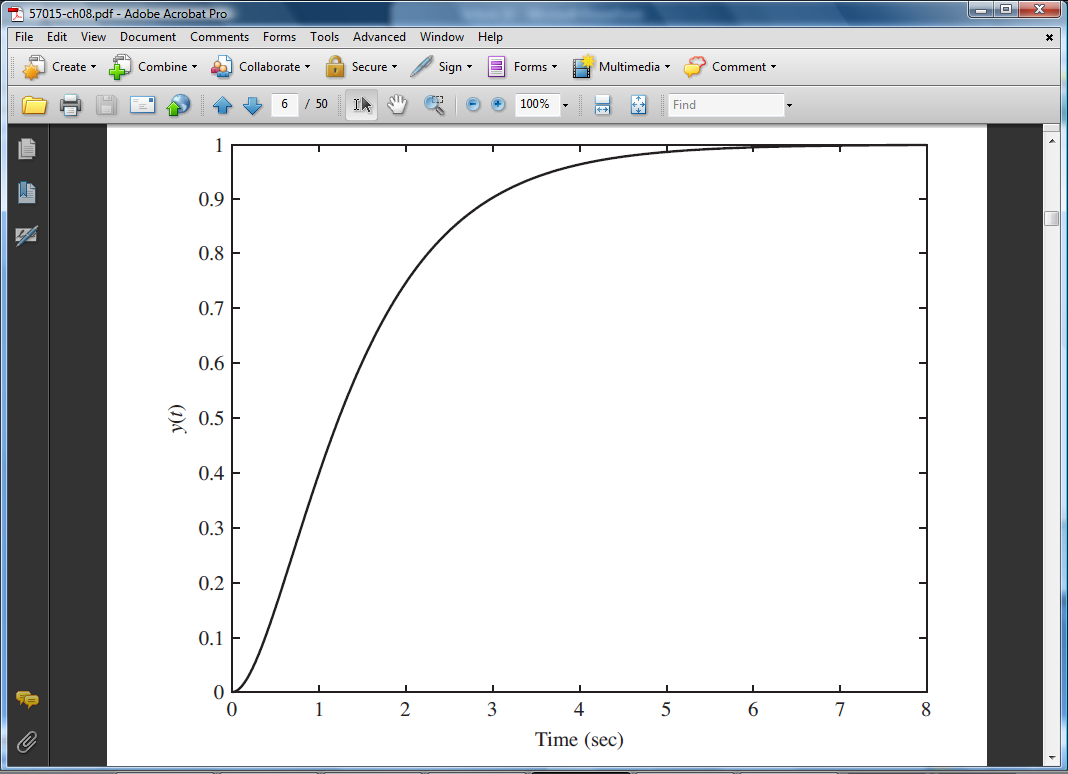 57015-ch08.pdf - Adobe Acrobat Pro
File Edit View Document Comments Forms Tools Advanced Window Help
Create Combine Collaborate Secure Sign Forms Multimedia Comment
6 / 50 100% Find
1
0.9
0.8
0.7
0.6
0.5
0.4
0.3
0.2
0.1
0
y(t)
0 1 2 3 4 5 6 7 8
Time (sec)